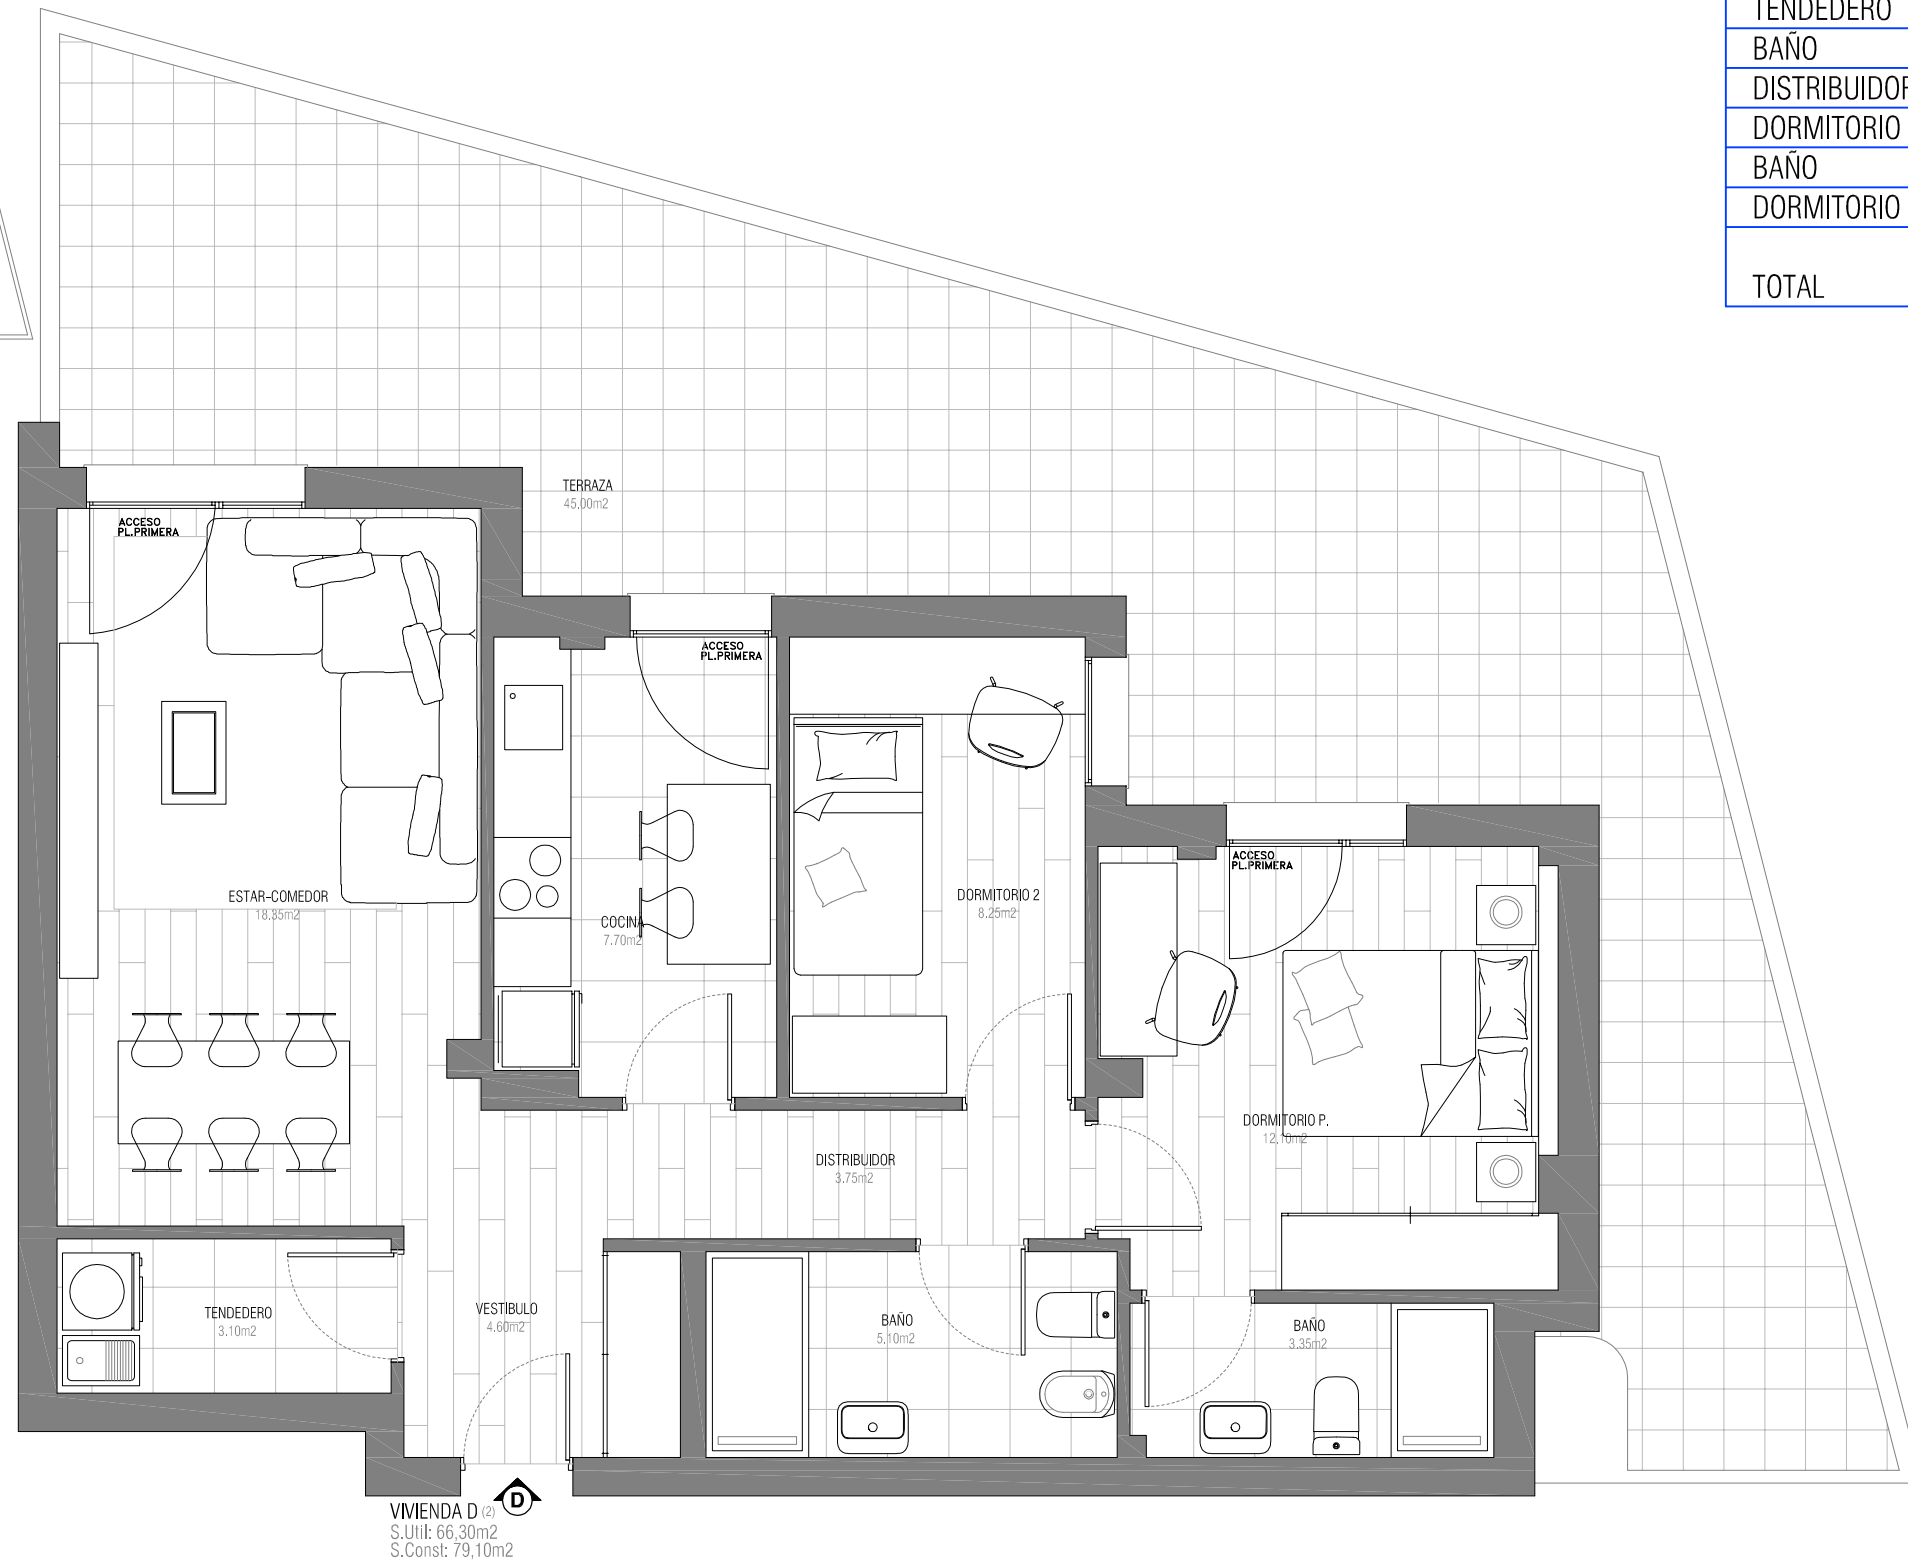 TENDEDERO
BAÑO
DISTRIBUIDOR
DORMITORIO
BAÑO
DORMITORIO
TOTAL
TERRAZA
45.00m2
ACCESO
PL.PRIMERA
ACCESO
PL.PRIMERA
ACCESO
PL.PRIMERA
ESTAR-COMEDOR
18.35m2
COCINA
7.70m2
DORMITORIO 2
8.25m2
DORMITORIO P.
12,10m2
DISTRIBUIDOR
3.75m2
TENDEDERO
3.10m2
VESTIBULO
4.60m2
BAÑO
5,10m2
BAÑO
3.35m2
D
VIVIENDA D (2)
S.Util: 66,30m2
S.Const: 79,10m2